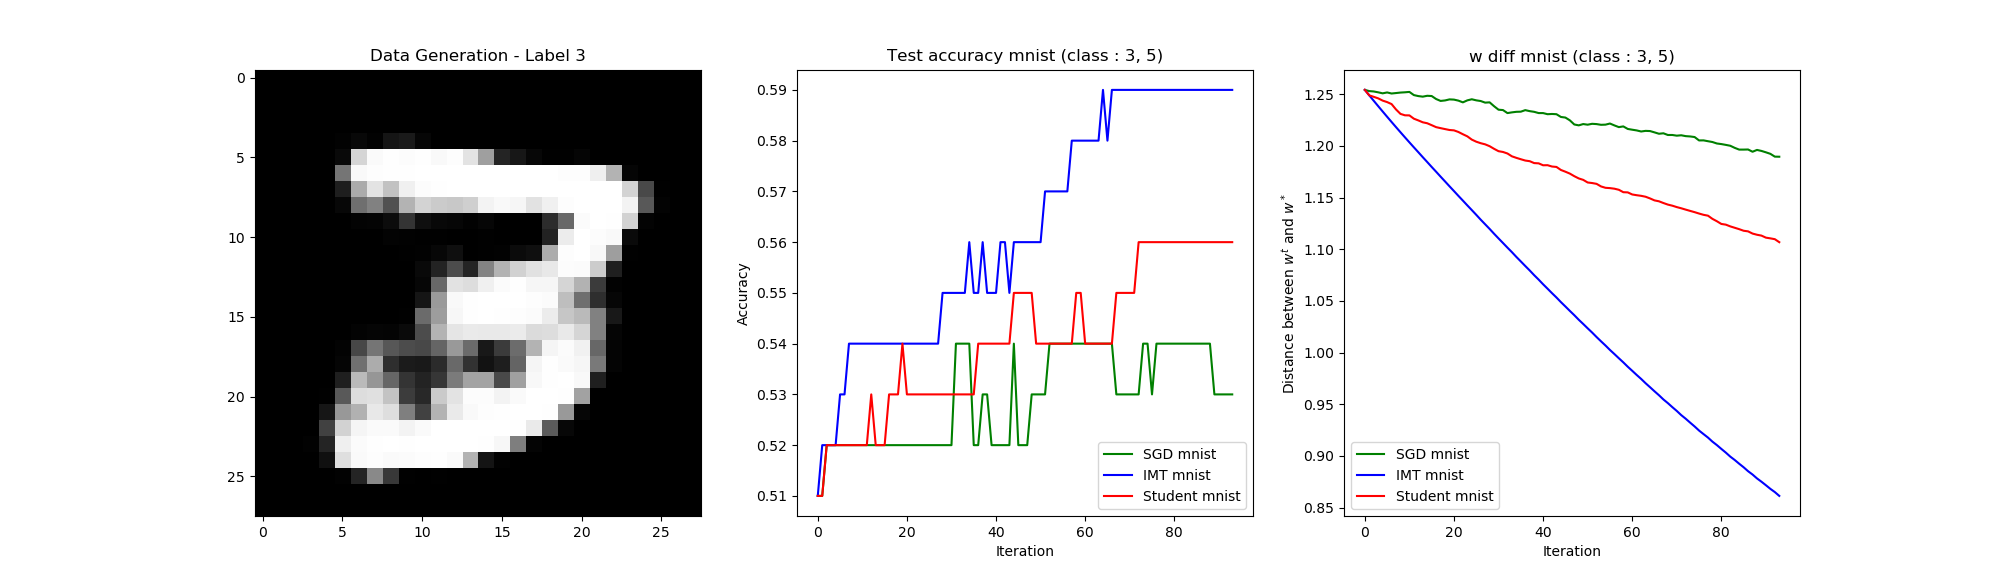 Data Generation - Label 3
0
5
10
15
20
25
0 5 10 15 20 25
Test accuracy mnist (class : 3, 5)
Accuracy
0.59
0.58
0.57
0.56
0.55
0.54
0.53
0.52
0.51
SGD mnist
IMT mnist
Student mnist
0 20 40 60 80
Iteration
w diff mnist (class : 3, 5)
Distance between w^t and w^*
1.25
1.20
1.15
1.10
1.05
1.00
0.95
0.90
0.85
SGD mnist
IMT mnist
Student mnist
0 20 40 60 80
Iteration